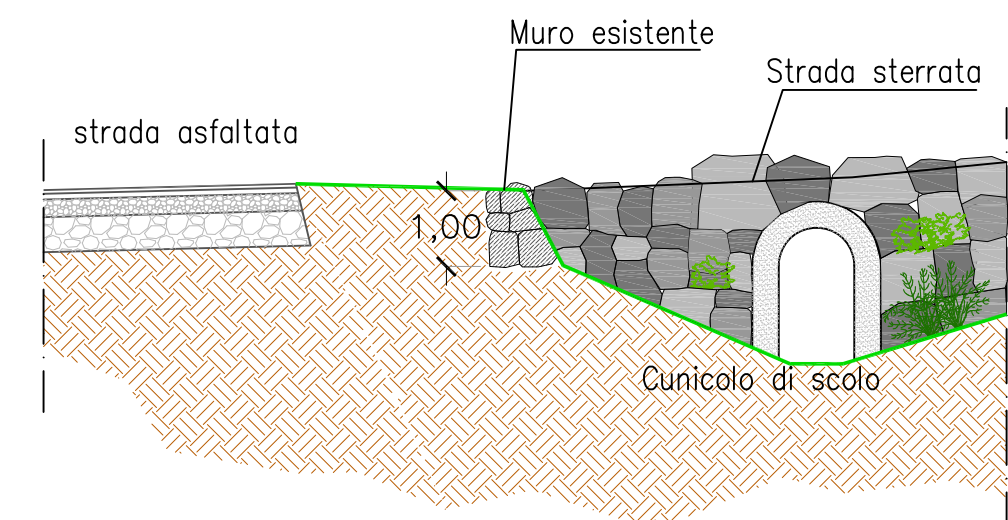 Muro esistente
Strada sterrata
strada asfaltata
1,00
Cunicolo di scolo